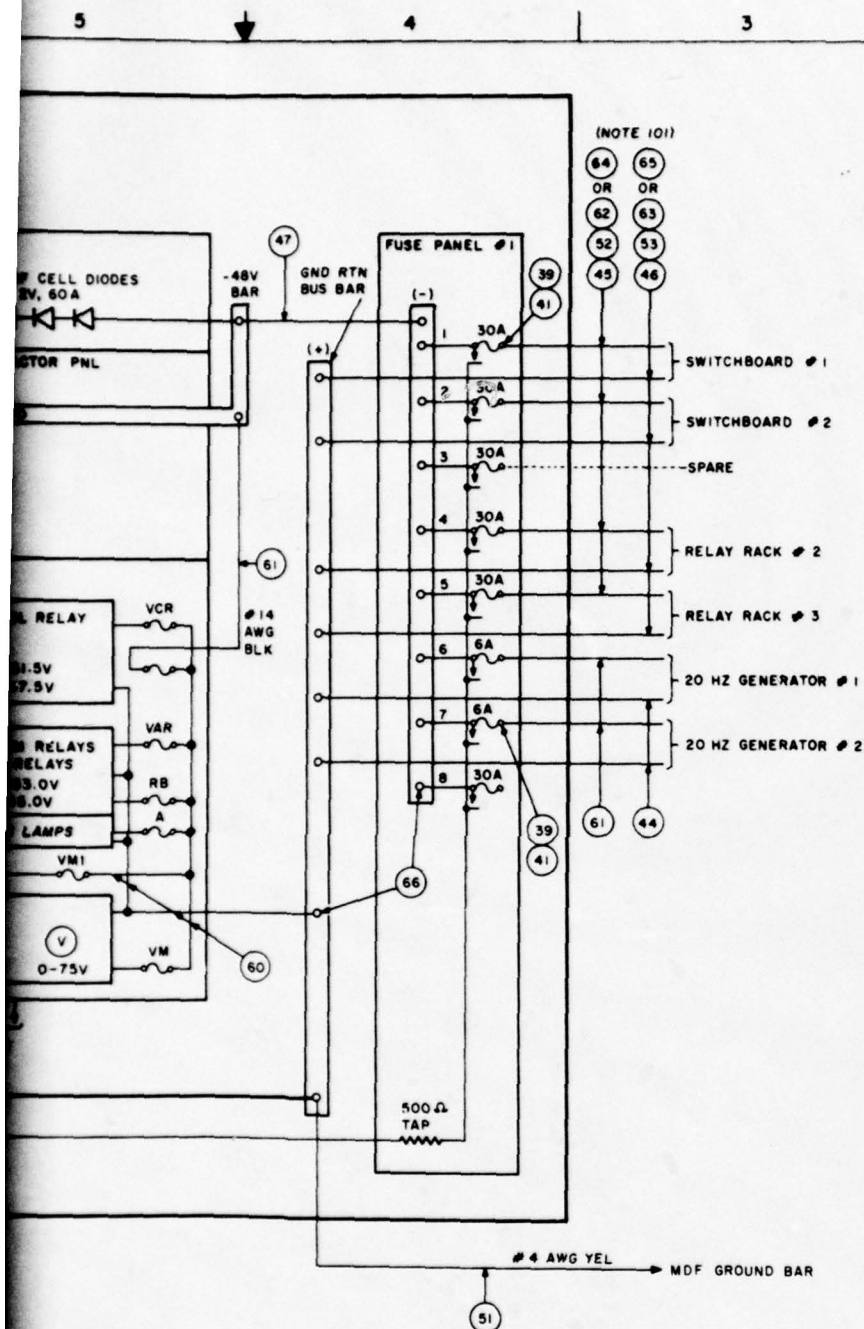 5 4 3
(NOTE 101)
64 65
OR OR
62 63
52 53
45 46
47
FUSE PANEL #1
GND RTN
BUS BAR
-48V
BAR
CELL DIODES
2V, 60A
(-)
39
41
(+)
CTOR PNL
1 30A
SWITCHBOARD #1
2 30A
SWITCHBOARD #2
3 30A
SPARE
4 30A
RELAY RACK #2
61
5 30A
RELAY RACK #3
L RELAY
VCR
#14
AWG
BLK
1.5V
7.5V
6 6A
20 HZ GENERATOR #1
7 6A
20 HZ GENERATOR #2
VAR
RELAYS
RELAYS
3.0V
6.0V
RB
8 30A
LAMPS
A
39
41
61
44
VM1
66
V
0-75V
VM
60
500Ω
TAP
#4 AWG YEL
MDF GROUND BAR
51